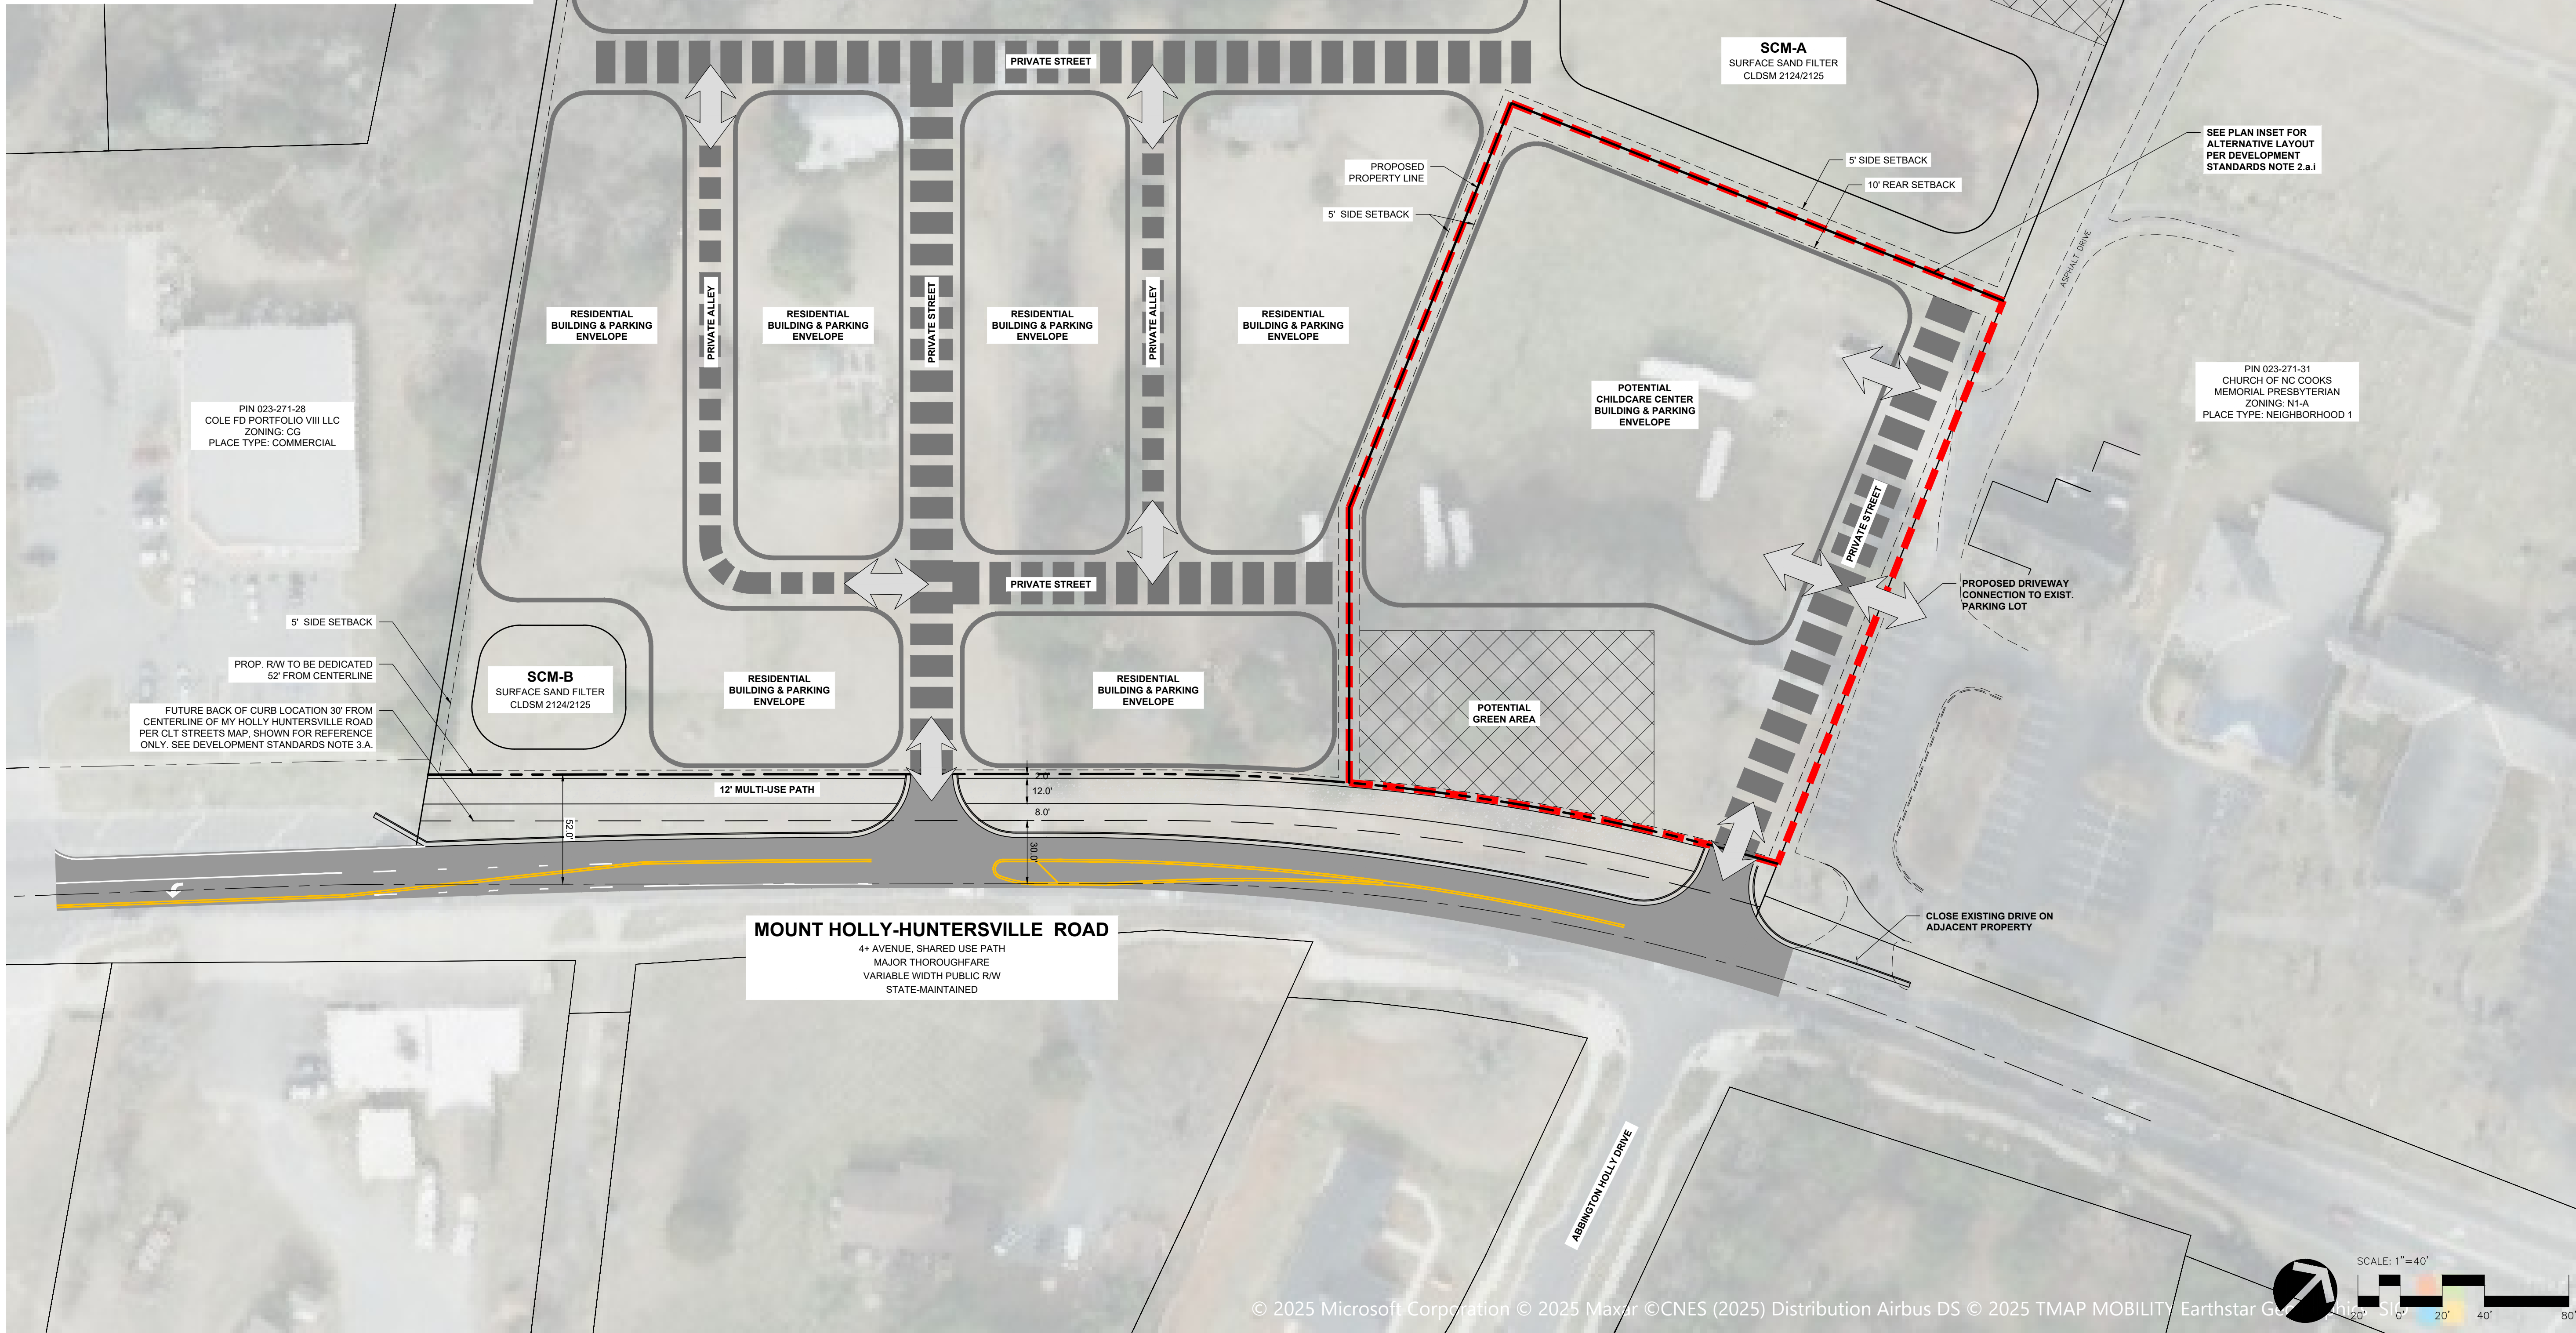 PRIVATE STREET
SCM-A
SURFACE SAND FILTER
CLDSM 2124/2125
SEE PLAN INSET FOR
ALTERNATIVE LAYOUT
PER DEVELOPMENT
STANDARDS NOTE 2.a.i
PROPOSED
PROPERTY LINE
5' SIDE SETBACK
10' REAR SETBACK
5' SIDE SETBACK
ASPHALT DRIVE
RESIDENTIAL
BUILDING & PARKING
ENVELOPE
PRIVATE ALLEY
RESIDENTIAL
BUILDING & PARKING
ENVELOPE
PRIVATE STREET
RESIDENTIAL
BUILDING & PARKING
ENVELOPE
PRIVATE ALLEY
RESIDENTIAL
BUILDING & PARKING
ENVELOPE
PIN 023-271-28
COLE FD PORTFOLIO VIII LLC
ZONING: CG
PLACE TYPE: COMMERCIAL
POTENTIAL
CHILDCARE CENTER
BUILDING & PARKING
ENVELOPE
PIN 023-271-31
CHURCH OF NC COOKS
MEMORIAL PRESBYTERIAN
ZONING: N1-A
PLACE TYPE: NEIGHBORHOOD 1
PRIVATE STREET
PRIVATE STREET
PROPOSED DRIVEWAY
CONNECTION TO EXIST.
PARKING LOT
5' SIDE SETBACK
PROP. R/W TO BE DEDICATED
52' FROM CENTERLINE
FUTURE BACK OF CURB LOCATION 30' FROM
CENTERLINE OF MY HOLLY HUNTERSVILLE ROAD
PER CLT STREETS MAP, SHOWN FOR REFERENCE
ONLY. SEE DEVELOPMENT STANDARDS NOTE 3.A.
SCM-B
SURFACE SAND FILTER
CLDSM 2124/2125
RESIDENTIAL
BUILDING & PARKING
ENVELOPE
RESIDENTIAL
BUILDING & PARKING
ENVELOPE
POTENTIAL
GREEN AREA
2.0'
12' MULTI-USE PATH
12.0'
8.0'
52.0'
30.0'
MOUNT HOLLY-HUNTERSVILLE ROAD
4+ AVENUE, SHARED USE PATH
MAJOR THOROUGHFARE
VARIABLE WIDTH PUBLIC R/W
STATE-MAINTAINED
CLOSE EXISTING DRIVE ON
ADJACENT PROPERTY
ABBINGTON HOLLY DRIVE
SCALE: 1"=40'
20' 0' 20' 40' 80'
© 2025 Microsoft Corporation © 2025 Maxar ©CNES (2025) Distribution Airbus DS © 2025 TMAP MOBILITY Earthstar